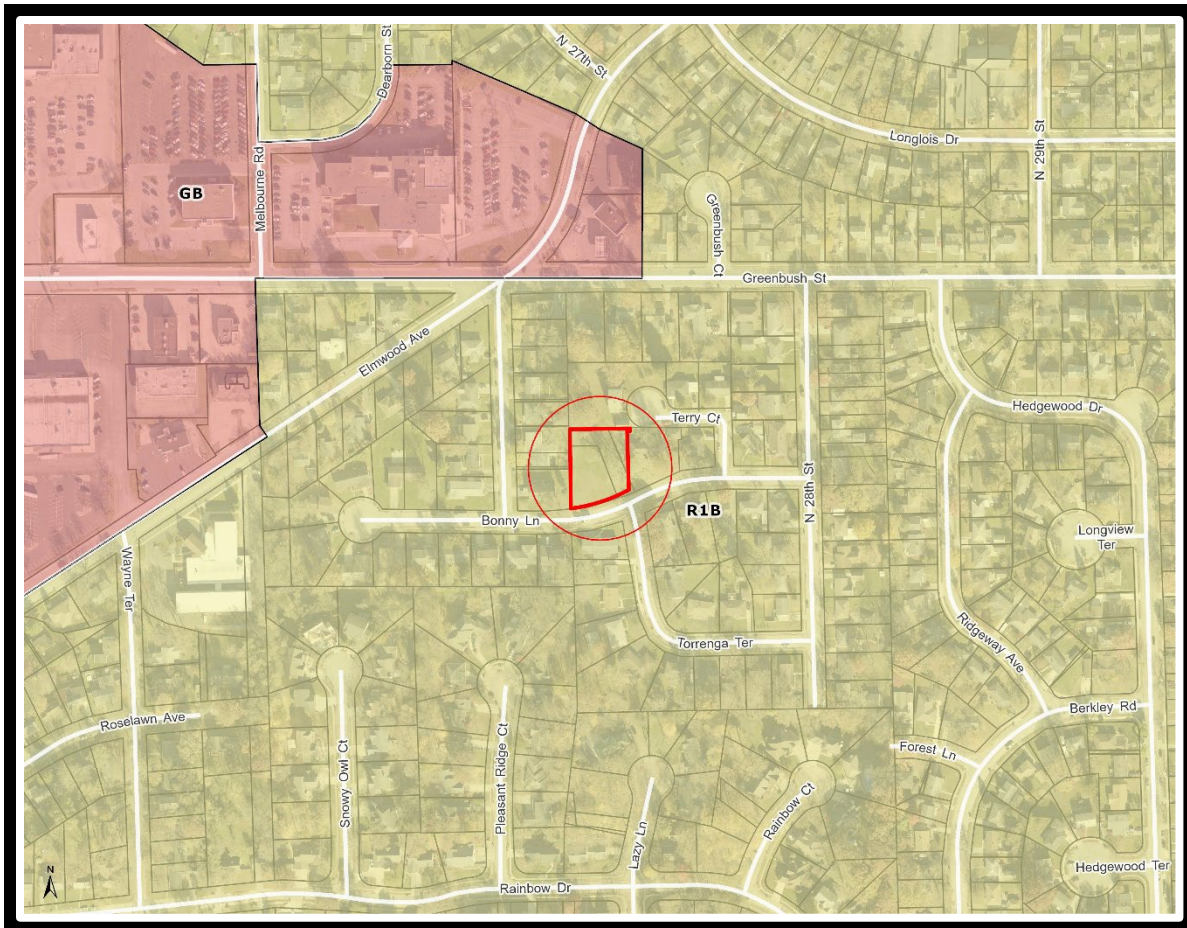 N 27th St
Dearborn St
Longlois Dr
N 29th St
GB
Melbourne Rd
Greenbush Ct
Greenbush St
Elmwood Ave
Hedgewood Dr
Terry Ct
N 28th St
R1B
Bonny Ln
Longview
Ter
Wayne Ter
Ridgeway Ave
Torrenga Ter
Berkley Rd
Roselawn Ave
Forest Ln
Snowy Owl Ct
Pleasant Ridge Ct
Rainbow Ct
Lazy Ln
Hedgewood Ter
N
Rainbow Dr